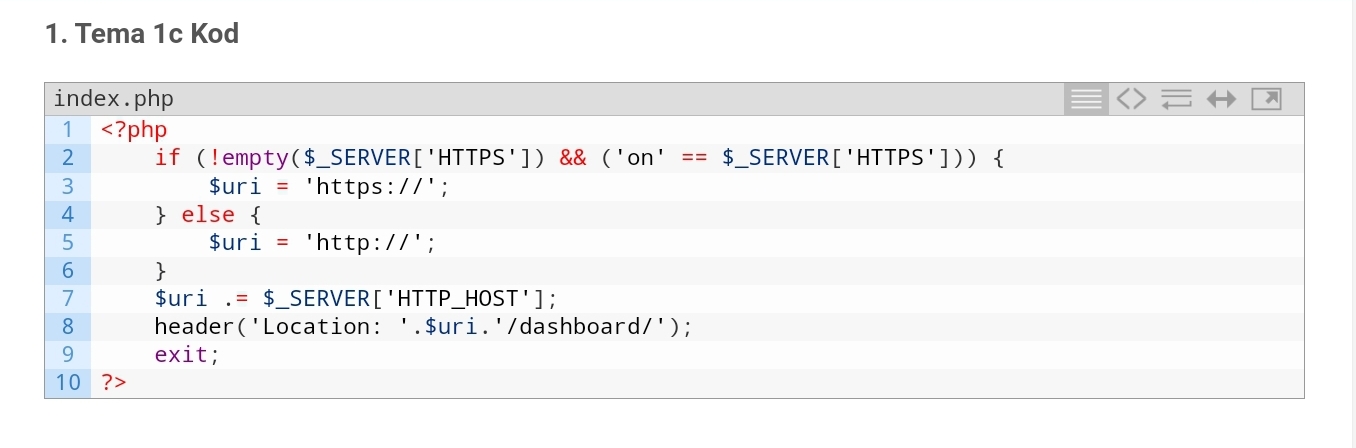 1. Tema 1c Kod
index.php
1 <?php
2     if (!empty($_SERVER['HTTPS']) && ('on' == $_SERVER['HTTPS'])) {
3         $uri = 'https://';
4     } else {
5         $uri = 'http://';
6     }
7     $uri .= $_SERVER['HTTP_HOST'];
8     header('Location: '.$uri.'/dashboard/');
9     exit;
10 ?>